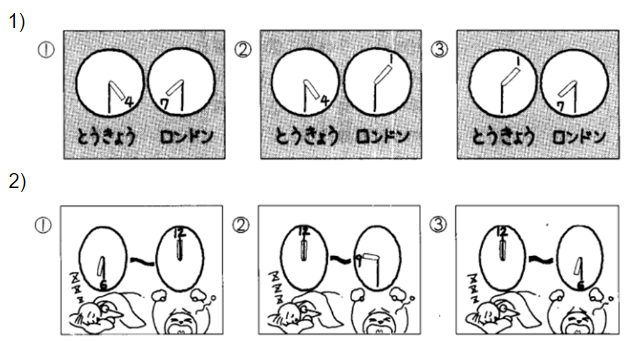 1)
① 4 7 ② 4 1 ③ 1 7
とうきょう ロンドン とうきょう ロンドン とうきょう ロンドン
2)
① 6 ~ 12 ② 12 ~ 9 ③ 12 ~ 6
z z z z z z z z z